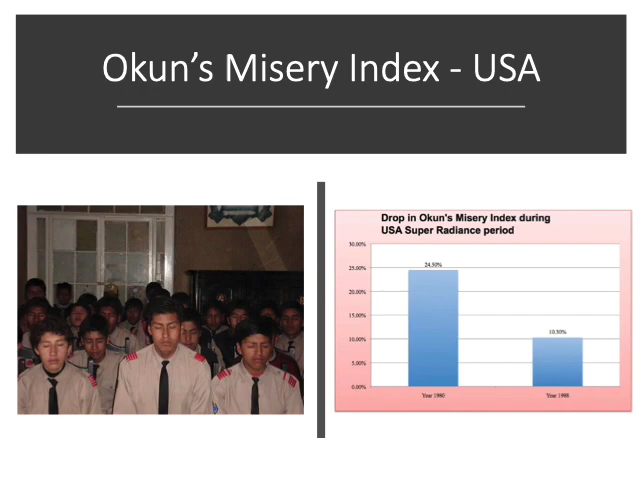 Okun’s Misery Index - USA
Drop in Okun's Misery Index during
USA Super Radiance period
30.00%
25.00%
20.00%
15.00%
10.00%
5.00%
0.00%
24.50%
10.30%
Year 1980
Year 1988